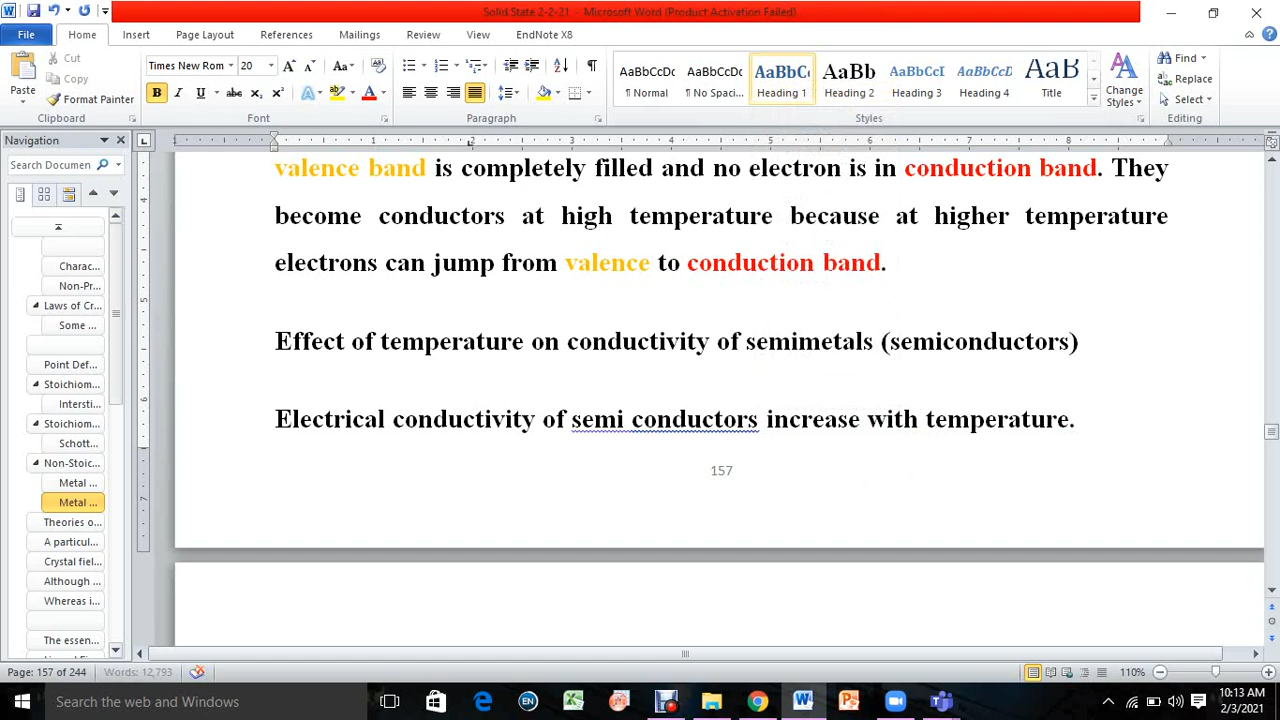 Solid State 2-2-21 - Microsoft Word (Product Activation Failed)
File Home Insert Page Layout References Mailings Review View EndNote X8
Paste
Cut
Copy
Format Painter
Clipboard
Times New Rom 20
Font
Paragraph
AaBbCcDc AaBbCcDc AaBbCc AaBb AaBbCcI AaBbCcI AaB
¶ Normal ¶ No Spaci... Heading 1 Heading 2 Heading 3 Heading 4 Title
Styles
Change Styles
Find
Replace
Select
Editing
Navigation
Search Documen
Charac...
Non-Pr...
Laws of Cr...
Some ...
Point Def...
Stoichiom...
Intersti...
Stoichiom...
Schott...
Non-Stoic...
Metal ...
Metal ...
Theories o...
A particul...
Crystal fiel...
Although ...
Whereas i...
The essen...
valence band is completely filled and no electron is in conduction band. They
become conductors at high temperature because at higher temperature
electrons can jump from valence to conduction band.
Effect of temperature on conductivity of semimetals (semiconductors)
Electrical conductivity of semi conductors increase with temperature.
157
Page: 157 of 244 Words: 12,793 110%
Search the web and Windows
10:13 AM
2/3/2021